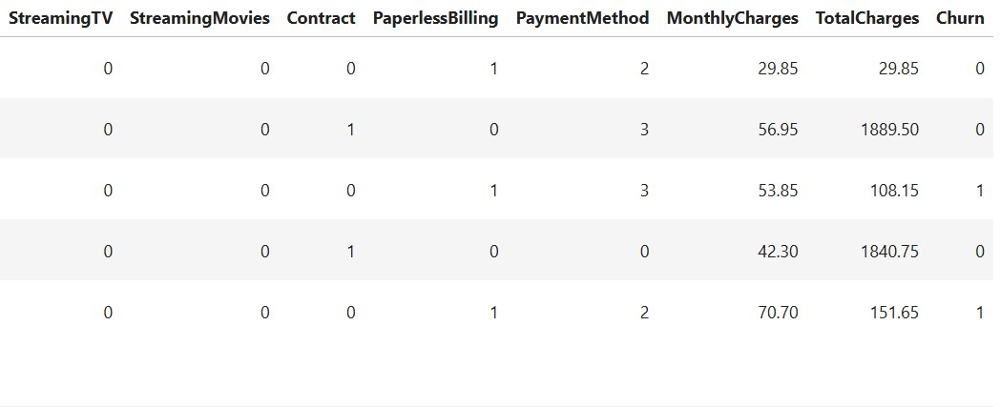 StreamingTV StreamingMovies Contract PaperlessBilling PaymentMethod MonthlyCharges TotalCharges Churn
0 0 0 1 2 29.85 29.85 0
0 0 1 0 3 56.95 1889.50 0
0 0 0 1 3 53.85 108.15 1
0 0 1 0 0 42.30 1840.75 0
0 0 0 1 2 70.70 151.65 1